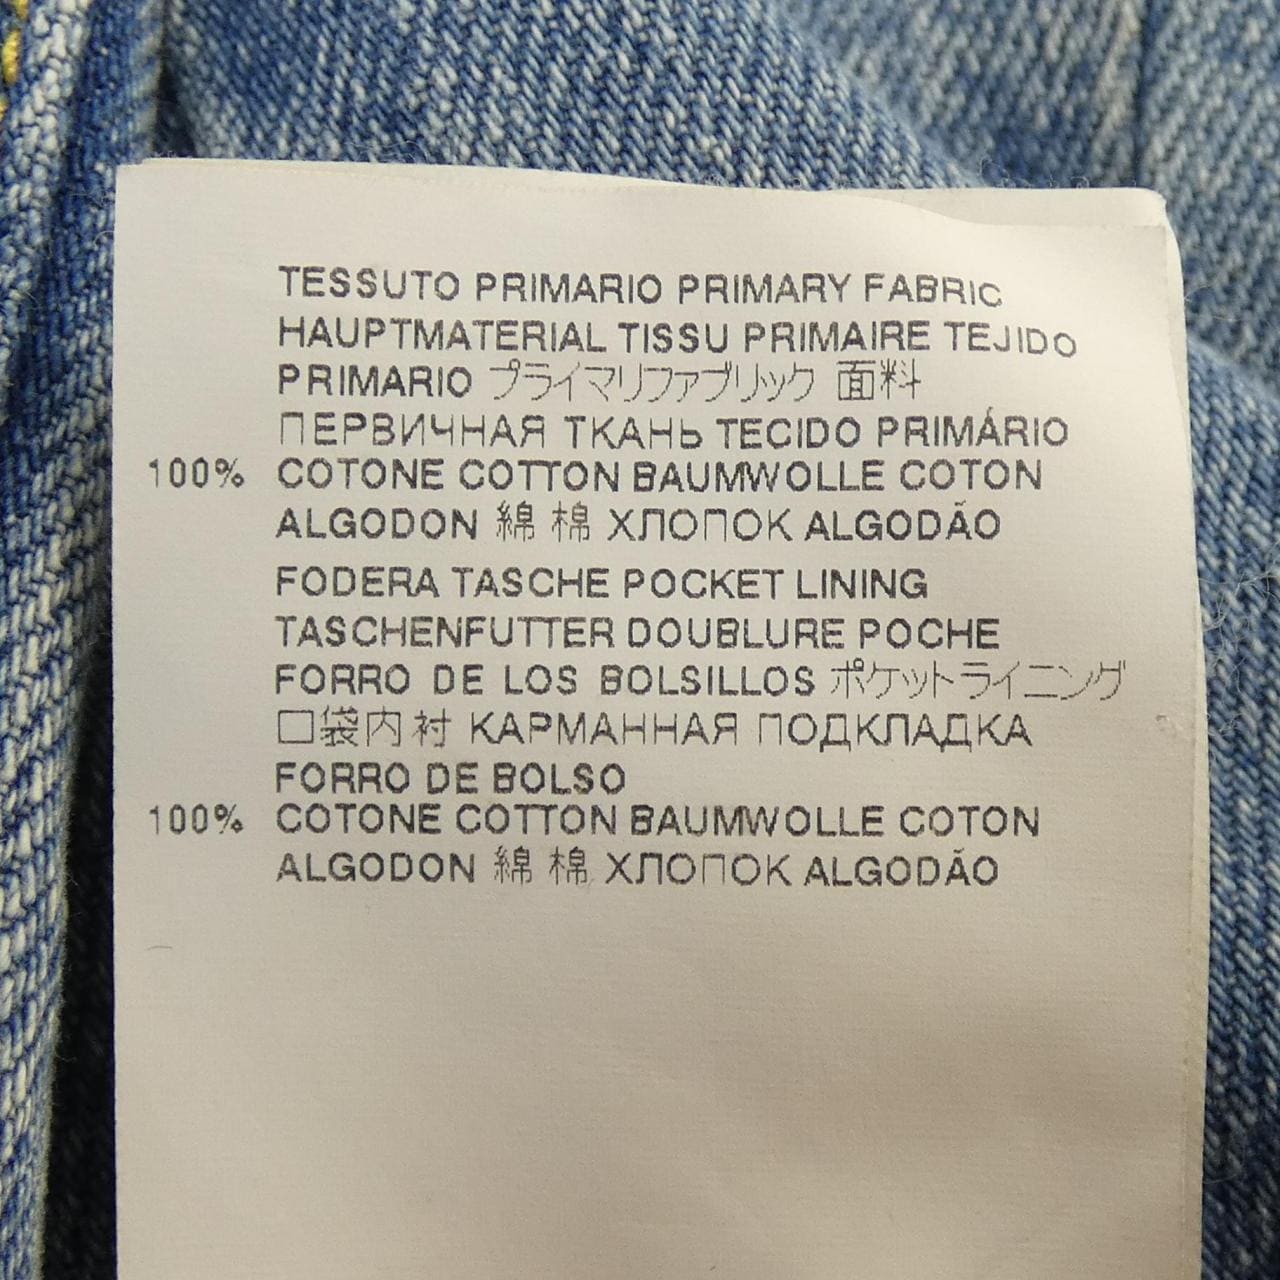 TESSUTO PRIMARIO PRIMARY FABRIC
HAUPTMATERIAL TISSU PRIMAIRE TEJIDO
PRIMARIO プライマリファブリック 面料
ПЕРВИЧНАЯ ТКАНЬ TECIDO PRIMÁRIO
100% COTONE COTTON BAUMWOLLE COTON
ALGODON 綿 棉 ХЛОПОК ALGODÃO
FODERA TASCHE POCKET LINING
TASCHENFUTTER DOUBLURE POCHE
FORRO DE LOS BOLSILLOS ポケットライニング
口袋内衬 КАРМАННАЯ ПОДКЛАДКА
FORRO DE BOLSO
100% COTONE COTTON BAUMWOLLE COTON
ALGODON 綿 棉 ХЛОПОК ALGODÃO